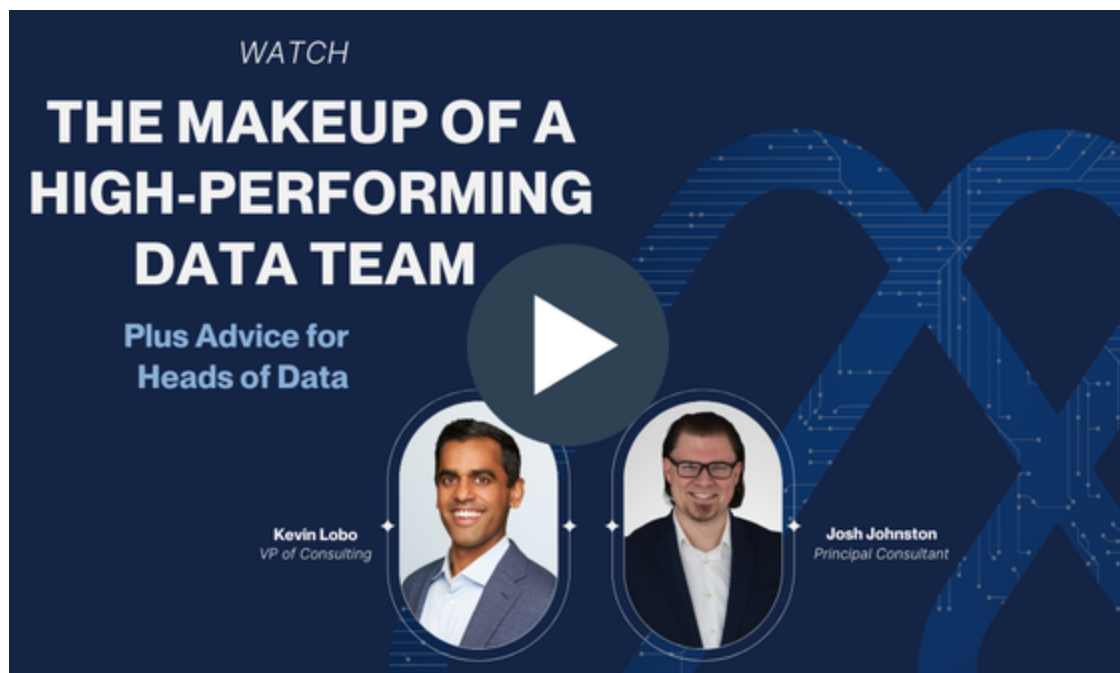 WATCH
THE MAKEUP OF A
HIGH-PERFORMING
DATA TEAM
Plus Advice for
Heads of Data
Kevin Lobo
VP of Consulting
Josh Johnston
Principal Consultant